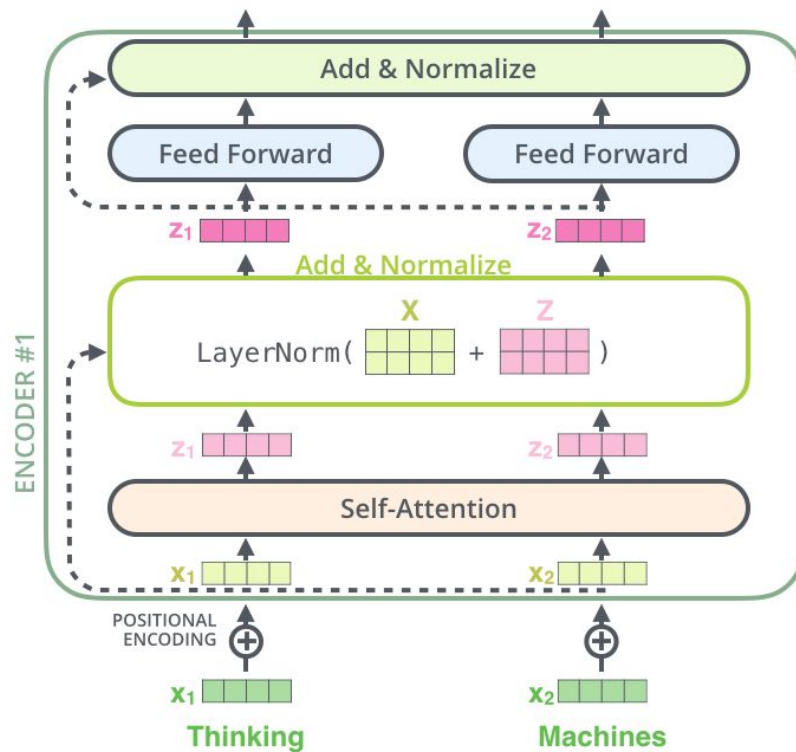 Add & Normalize
Feed Forward
Feed Forward
z1
z2
Add & Normalize
X
Z
LayerNorm( + )
ENCODER #1
z1
z2
Self-Attention
x1
x2
POSITIONAL
ENCODING
x1
x2
Thinking
Machines